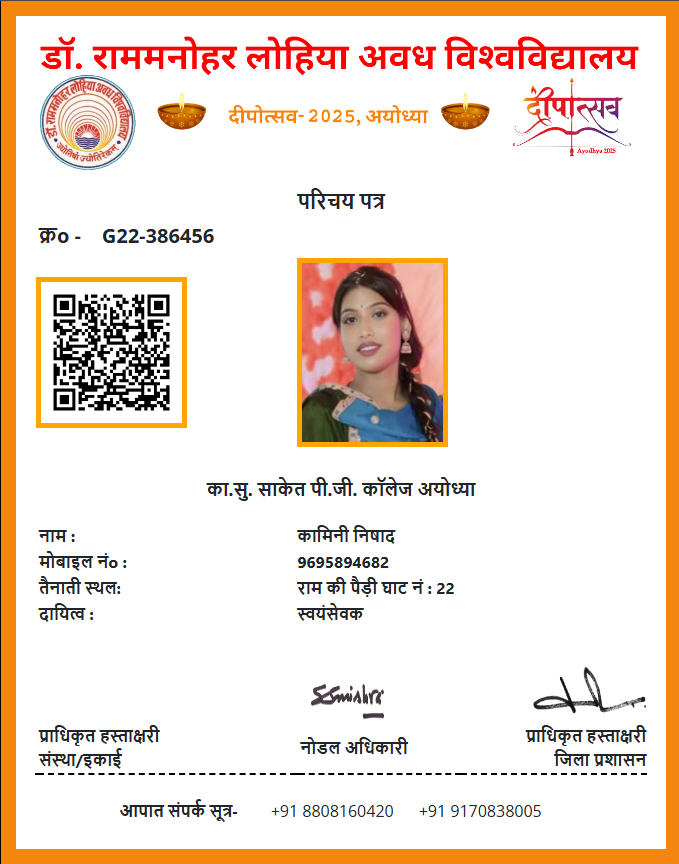 डॉ. राममनोहर लोहिया अवध विश्वविद्यालय
डॉ. राममनोहर लोहिया अवध विश्वविद्यालय
ज्योतिषां ज्योतिरेकम्
दीपोत्सव- 2025, अयोध्या
दीपोत्सव
Ayodhya 2025
परिचय पत्र
क्र० - G22-386456
का.सु. साकेत पी.जी. कॉलेज अयोध्या
नाम : कामिनी निषाद
मोबाइल नं० : 9695894682
तैनाती स्थल: राम की पैड़ी घाट नं : 22
दायित्व : स्वयंसेवक
SSmishra
प्राधिकृत हस्ताक्षरी
संस्था/इकाई
नोडल अधिकारी
प्राधिकृत हस्ताक्षरी
जिला प्रशासन
आपात संपर्क सूत्र- +91 8808160420 +91 9170838005